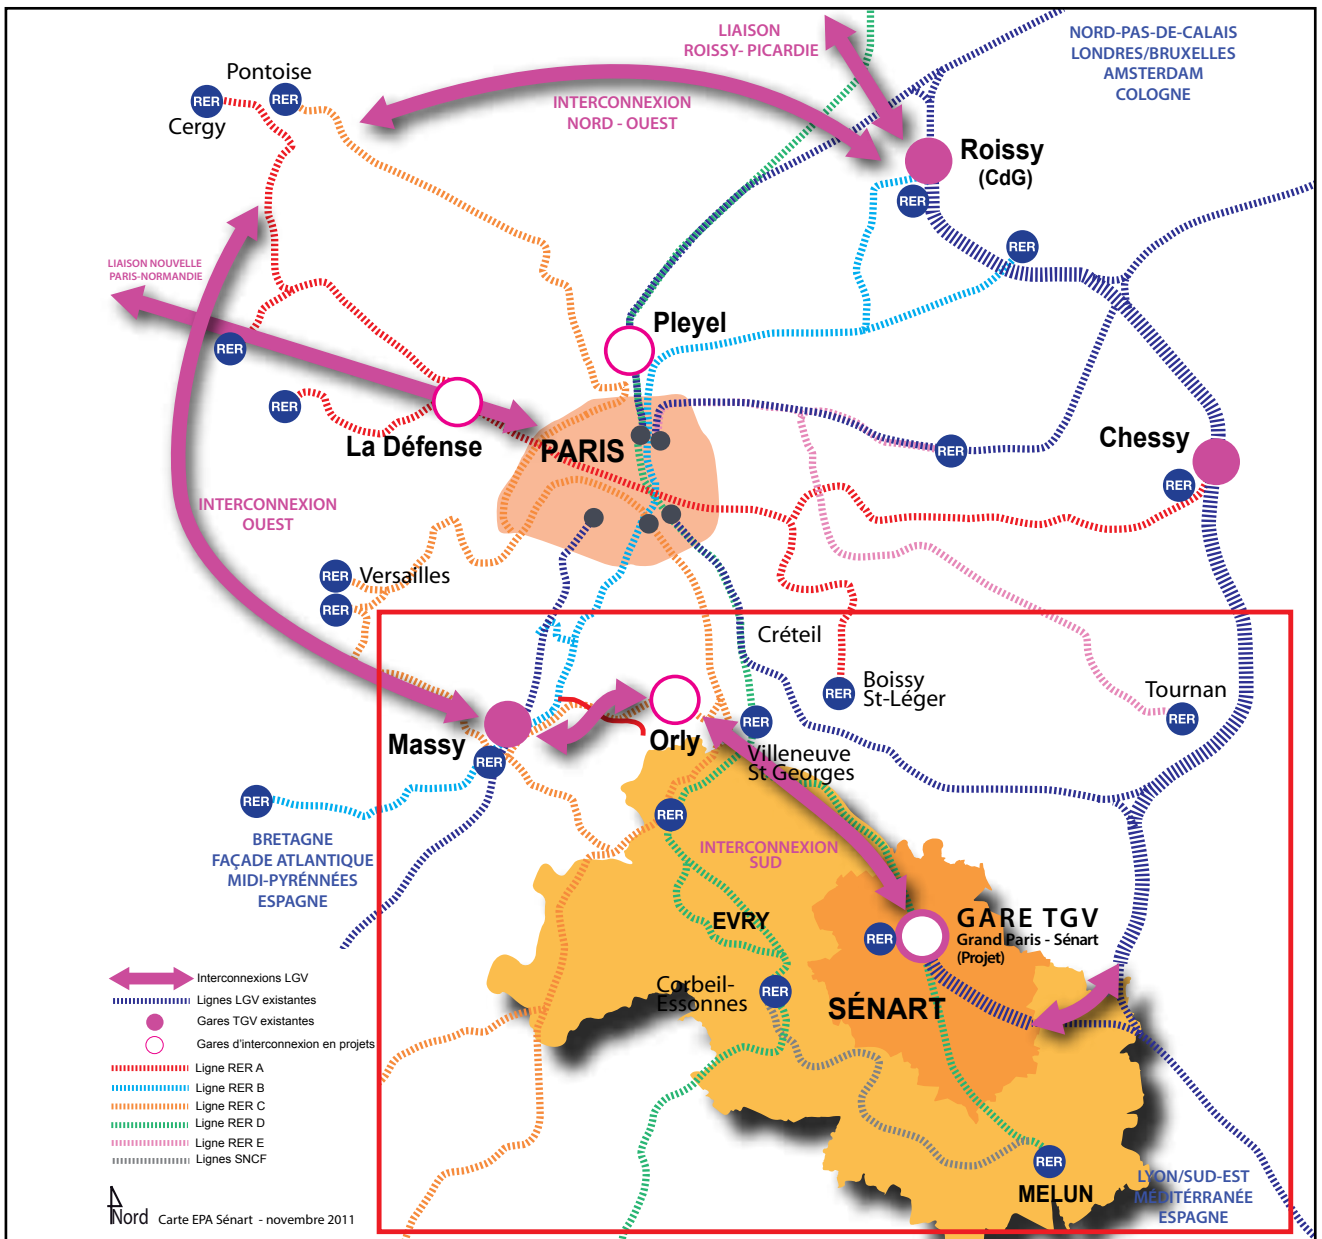 LIAISON
ROISSY- PICARDIE
NORD-PAS-DE-CALAIS
LONDRES/BRUXELLES
AMSTERDAM
COLOGNE
Pontoise
RER
RER
Cergy
INTERCONNEXION
NORD - OUEST
Roissy
(CdG)
RER
RER
LIAISON NOUVELLE
PARIS-NORMANDIE
Pleyel
RER
RER
La Défense
PARIS
RER
Chessy
RER
INTERCONNEXION
OUEST
RER
Versailles
RER
Créteil
Boissy
St-Léger
RER
Tournan
RER
Massy
RER
Orly
RER
Villeneuve
St Georges
RER
RER
BRETAGNE
FAÇADE ATLANTIQUE
MIDI-PYRÉNNÉES
ESPAGNE
INTERCONNEXION
SUD
EVRY
RER
GARE TGV
Grand Paris - Sénart
(Projet)
Corbeil-
Essonnes
RER
SÉNART
RER
MELUN
LYON/SUD-EST
MÉDITÉRRANÉE
ESPAGNE
Interconnexions LGV
Lignes LGV existantes
Gares TGV existantes
Gares d'interconnexion en projets
Ligne RER A
Ligne RER B
Ligne RER C
Ligne RER D
Ligne RER E
Lignes SNCF
Nord
Carte EPA Sénart - novembre 2011